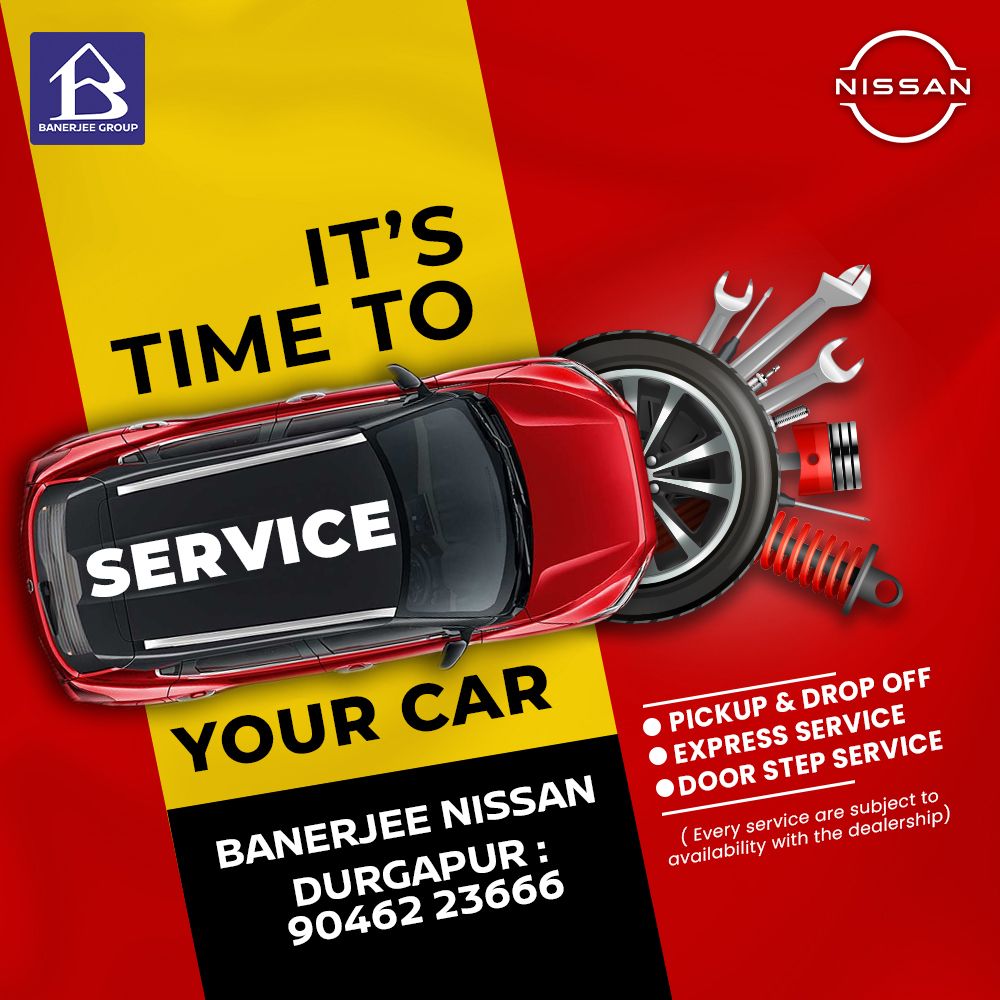 BANERJEE GROUP
NISSAN
IT'S
TIME TO
SERVICE
YOUR CAR
BANERJEE NISSAN
DURGAPUR :
90462 23666
• PICKUP & DROP OFF
• EXPRESS SERVICE
• DOOR STEP SERVICE
( Every service are subject to
availability with the dealership)